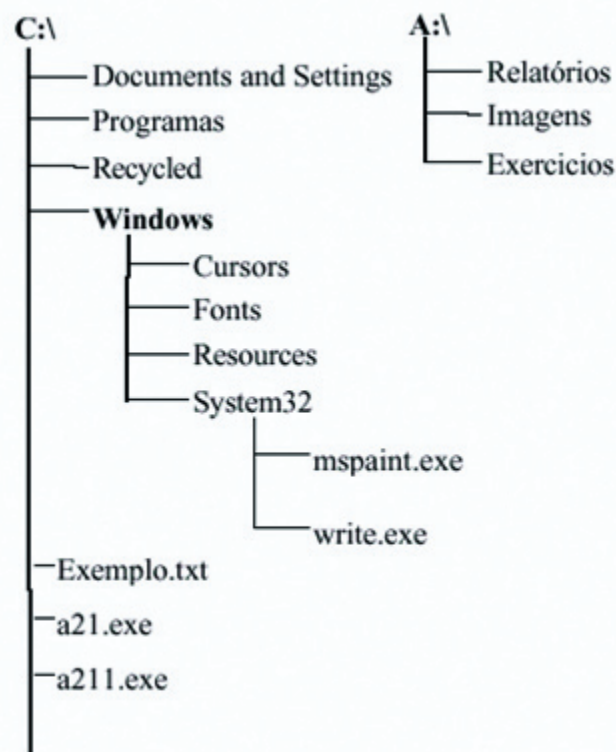 C:\
Documents and Settings
Programas
Recycled
Windows
Cursors
Fonts
Resources
System32
mspaint.exe
write.exe
Exemplo.txt
a21.exe
a211.exe
A:\
Relatórios
Imagens
Exercicios